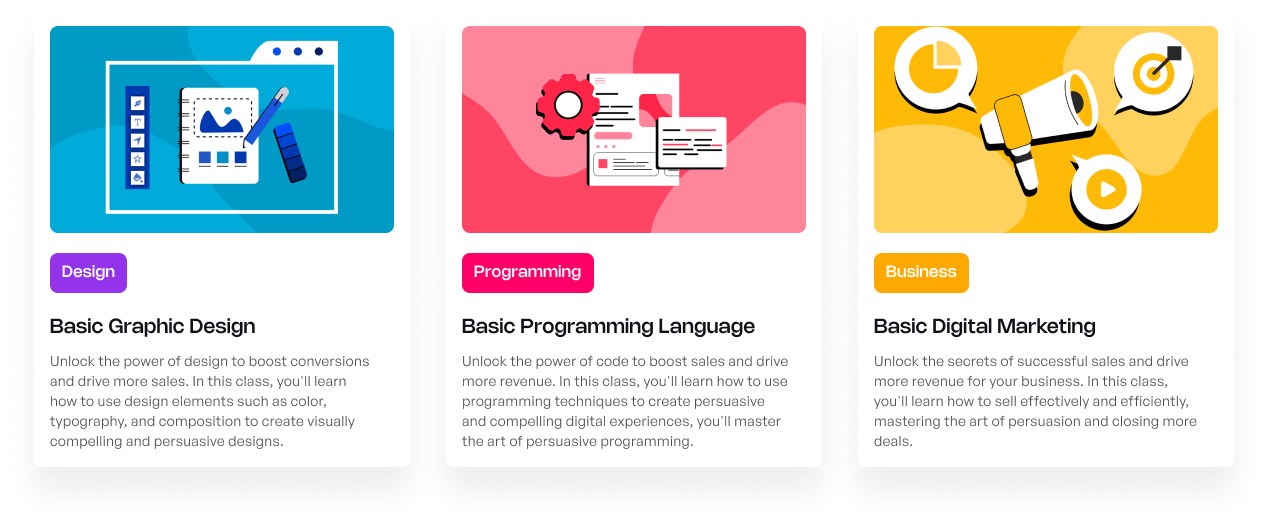 Design
Basic Graphic Design
Unlock the power of design to boost conversions
and drive more sales. In this class, you'll learn
how to use design elements such as color,
typography, and composition to create visually
compelling and persuasive designs.
Programming
Basic Programming Language
Unlock the power of code to boost sales and drive
more revenue. In this class, you'll learn how to use
programming techniques to create persuasive
and compelling digital experiences, you'll master
the art of persuasive programming.
Business
Basic Digital Marketing
Unlock the secrets of successful sales and drive
more revenue for your business. In this class,
you'll learn how to sell effectively and efficiently,
mastering the art of persuasion and closing more
deals.